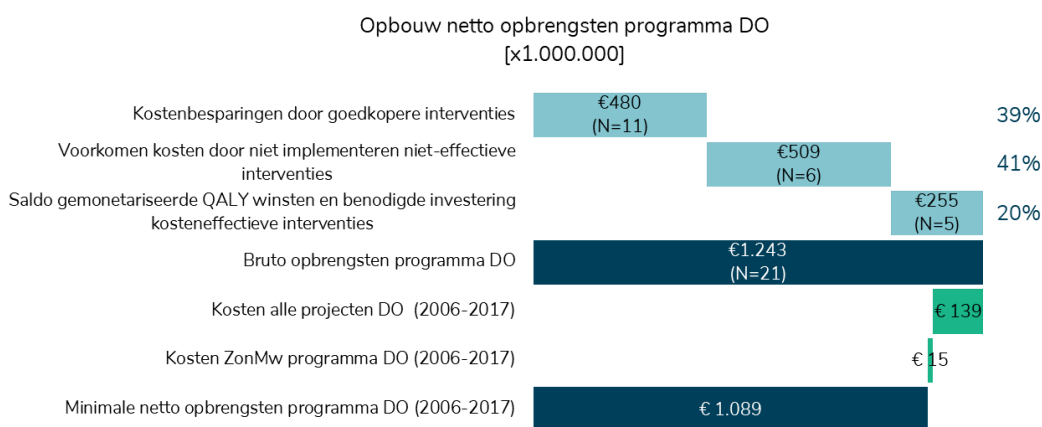 Opbouw netto opbrengsten programma DO
[x1.000.000]
Kostenbesparingen door goedkopere interventies
€480
(N=11)
39%
Voorkomen kosten door niet implementeren niet-effectieve
interventies
€509
(N=6)
41%
Saldo gemonetariseerde QALY winsten en benodigde investering
kosteneffectieve interventies
€255
(N=5)
20%
Bruto opbrengsten programma DO
€1.243
(N=21)
Kosten alle projecten DO (2006-2017)
€ 139
Kosten ZonMw programma DO (2006-2017)
€ 15
Minimale netto opbrengsten programma DO (2006-2017)
€ 1.089